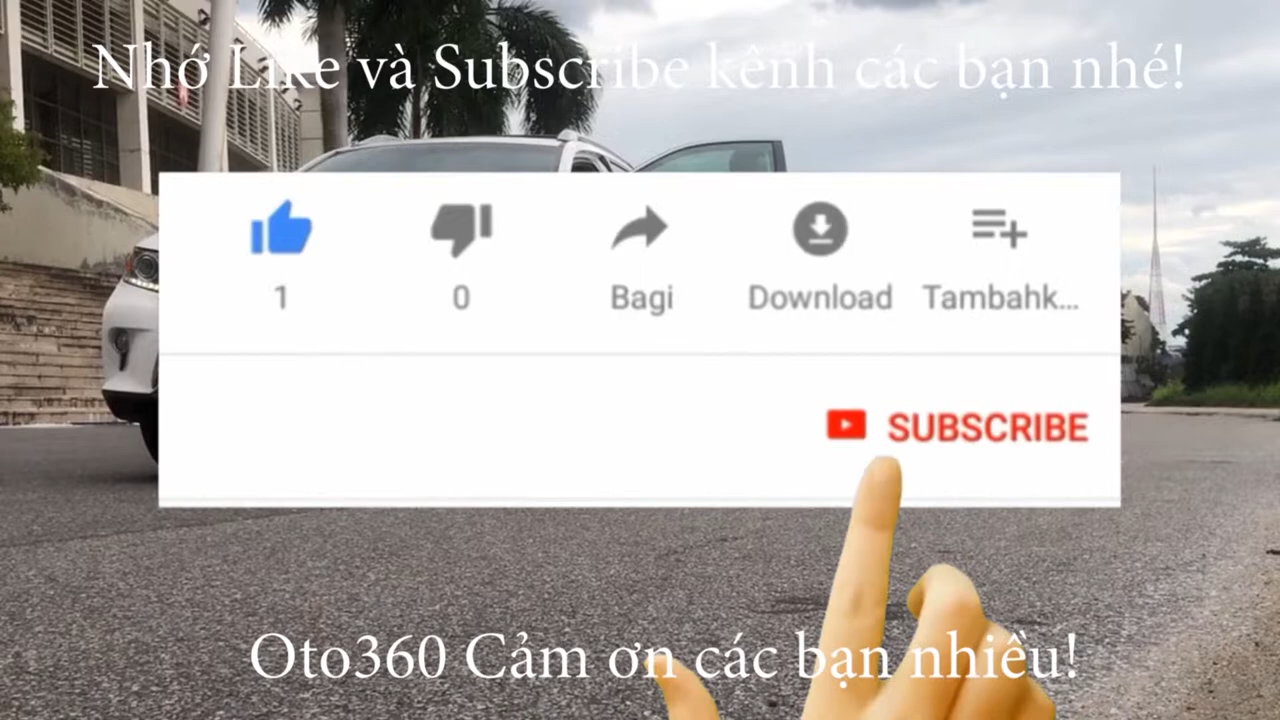 Nhớ Like và Subscribe kênh các bạn nhé!
1 0 Bagi Download Tambahk...
SUBSCRIBE
Oto360 Cảm ơn các bạn nhiều!